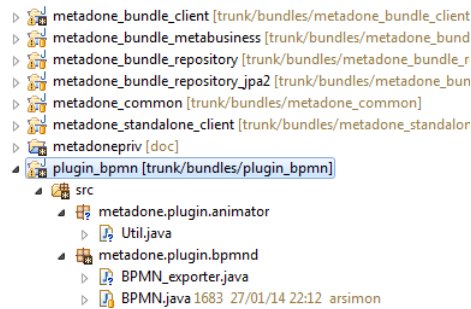 metadone_bundle_client [trunk/bundles/metadone_bundle_client
metadone_bundle_metabusiness [trunk/bundles/metadone_bund
metadone_bundle_repository [trunk/bundles/metadone_bundle_r
metadone_bundle_repository_jpa2 [trunk/bundles/metadone_bun
metadone_common [trunk/bundles/metadone_common]
metadone_standalone_client [trunk/bundles/metadone_standalon
metadonepriv [doc]
plugin_bpmn [trunk/bundles/plugin_bpmn]
src
metadone.plugin.animator
Util.java
metadone.plugin.bpmnd
BPMN_exporter.java
BPMN.java 1683 27/01/14 22:12 arsimon